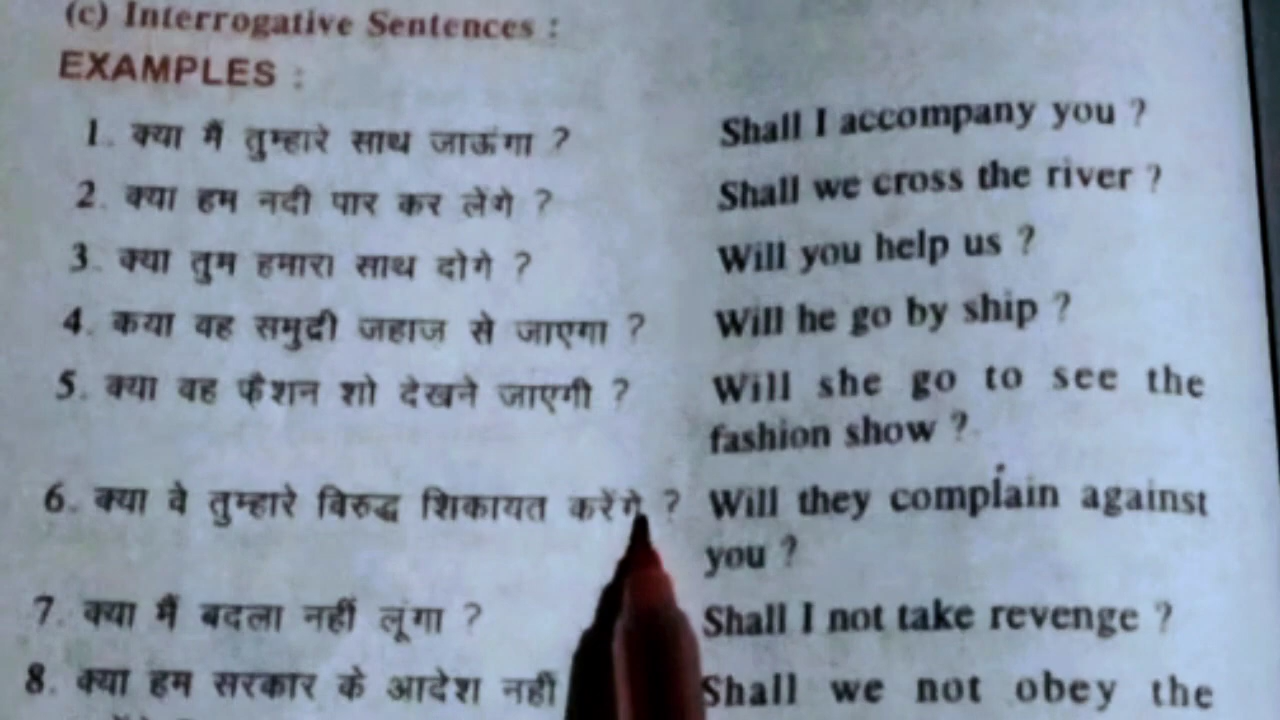 (c) Interrogative Sentences :
EXAMPLES :
1. क्या मैं तुम्हारे साथ जाऊंगा ? Shall I accompany you ?
2. क्या हम नदी पार कर लेंगे ? Shall we cross the river ?
3. क्या तुम हमारा साथ दोगे ? Will you help us ?
4. कया वह समुद्री जहाज से जाएगा ? Will he go by ship ?
5. क्या वह फैशन शो देखने जाएगी ? Will she go to see the
fashion show ?
6. क्या वे तुम्हारे विरुद्ध शिकायत करेंगे ? Will they complain against
you ?
7. क्या मैं बदला नहीं लूंगा ? Shall I not take revenge ?
8. क्या हम सरकार के आदेश नहीं Shall we not obey the